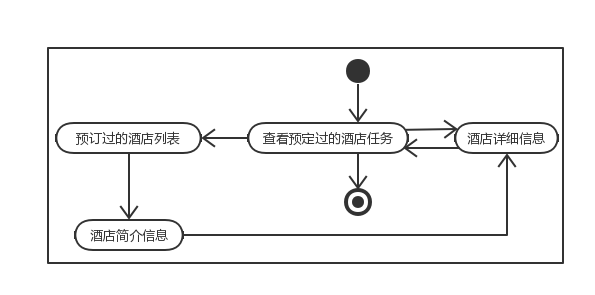 预订过的酒店列表
查看预定过的酒店任务
酒店详细信息
酒店简介信息